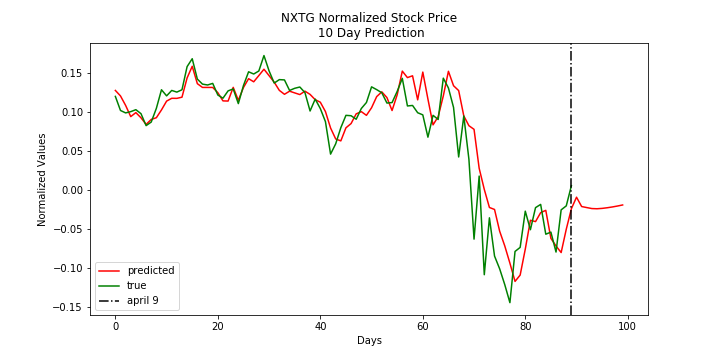 NXTG Normalized Stock Price
10 Day Prediction
Normalized Values
0.15
0.10
0.05
0.00
−0.05
−0.10
−0.15
predicted
true
april 9
0 20 40 60 80 100
Days